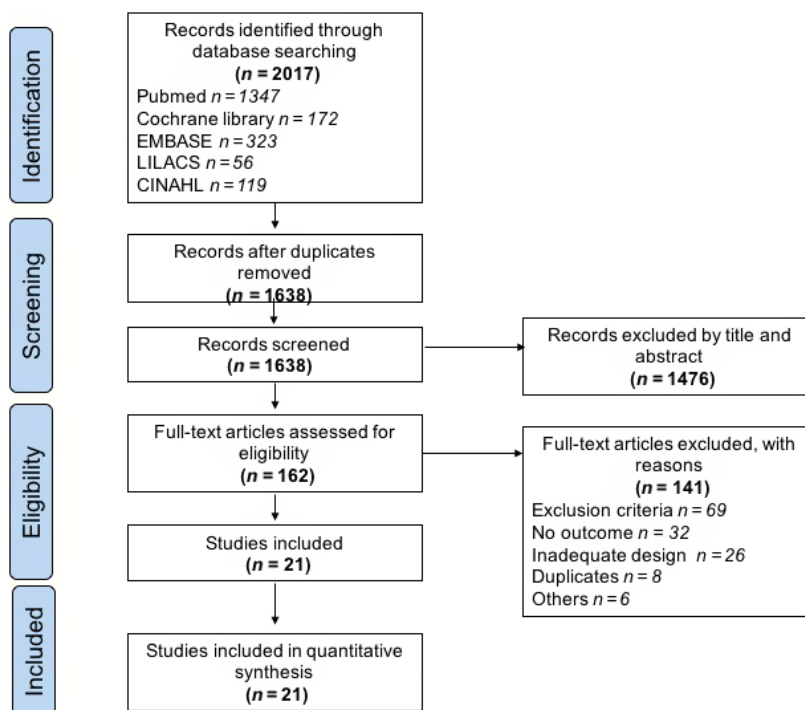 Identification
Records identified through
database searching
(n = 2017)
Pubmed n = 1347
Cochrane library n = 172
EMBASE n = 323
LILACS n = 56
CINAHL n = 119
Screening
Records after duplicates
removed
(n = 1638)
Records screened
(n = 1638)
Records excluded by title and
abstract
(n = 1476)
Eligibility
Full-text articles assessed for
eligibility
(n = 162)
Full-text articles excluded, with
reasons
(n = 141)
Exclusion criteria n = 69
No outcome n = 32
Inadequate design n = 26
Duplicates n = 8
Others n = 6
Studies included
(n = 21)
Included
Studies included in quantitative
synthesis
(n = 21)